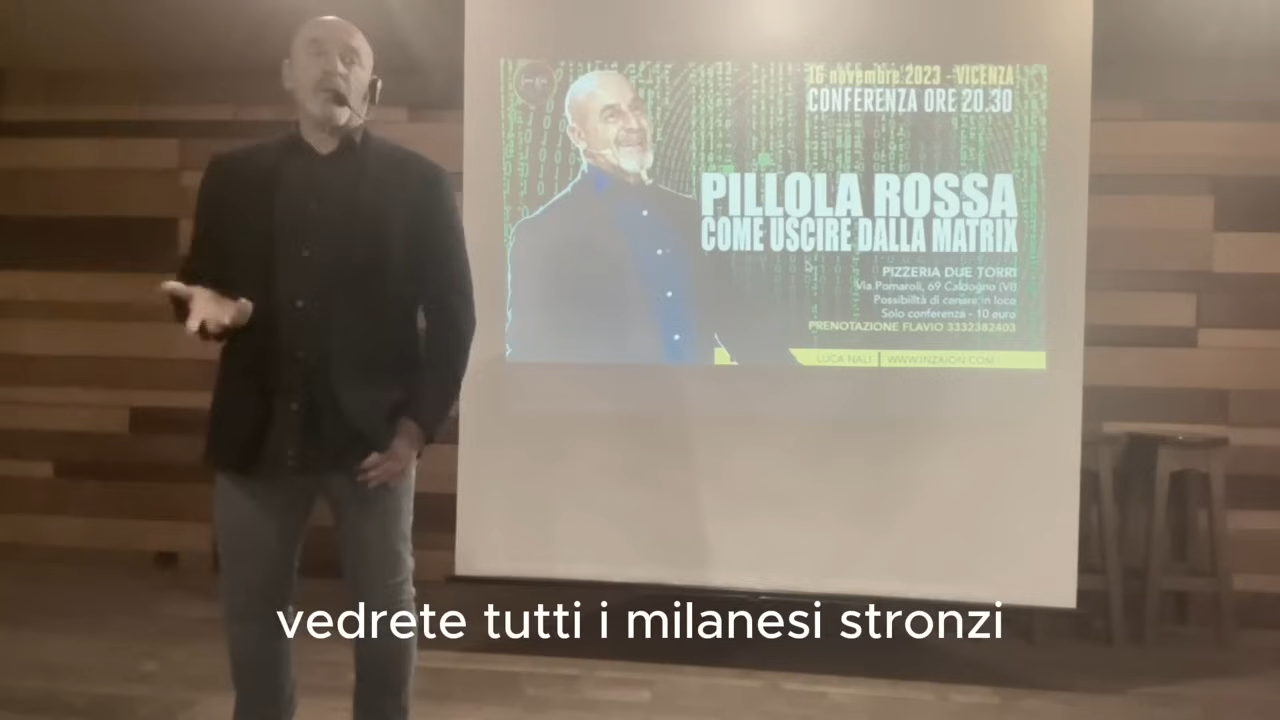 16 novembre 2023 - VICENZA
CONFERENZA ORE 20.30
PILLOLA ROSSA
COME USCIRE DALLA MATRIX
PIZZERIA DUE TORRI
Via Pomaroli, 69 Caldogno (VI)
Possibilità di cenare in loco
Solo conferenza - 10 euro
PRENOTAZIONE FLAVIO 3332382403
LUCA NALI | WWW.INZAION.COM
vedrete tutti i milanesi stronzi